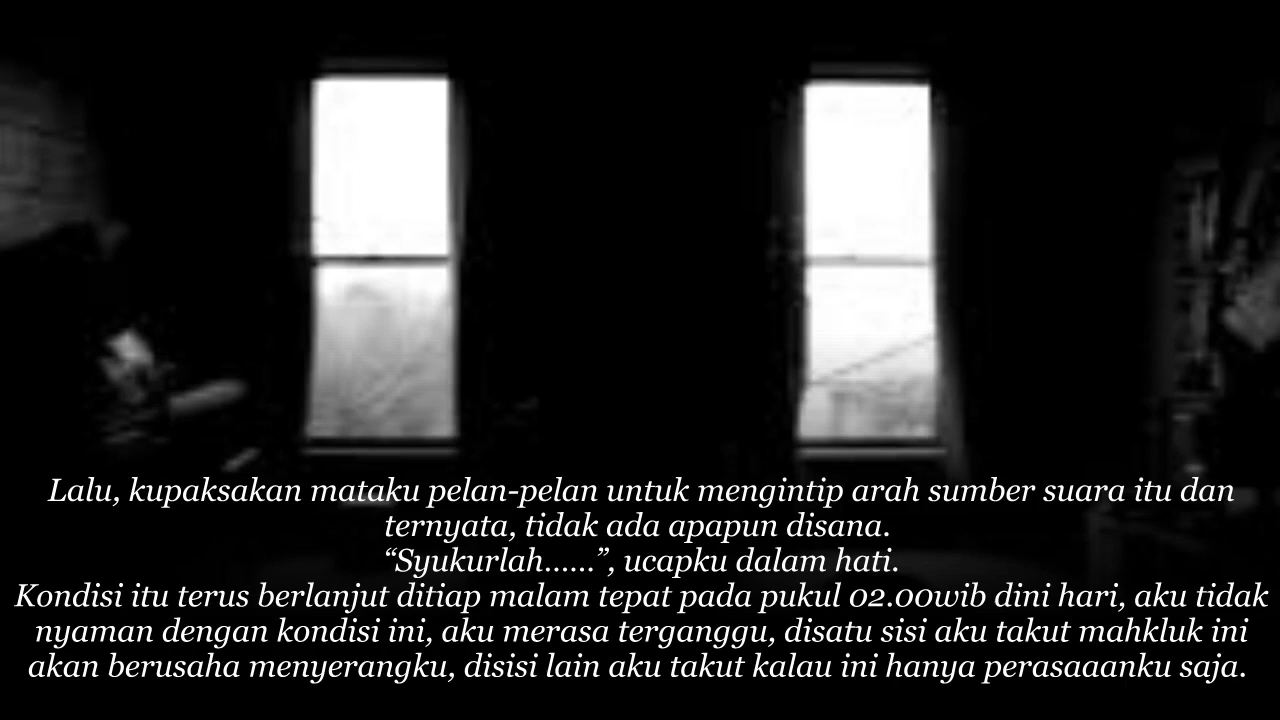 Lalu, kupaksakan mataku pelan-pelan untuk mengintip arah sumber suara itu dan
ternyata, tidak ada apapun disana.
“Syukurlah......”, ucapku dalam hati.
Kondisi itu terus berlanjut ditiap malam tepat pada pukul 02.00wib dini hari, aku tidak
nyaman dengan kondisi ini, aku merasa terganggu, disatu sisi aku takut mahkluk ini
akan berusaha menyerangku, disisi lain aku takut kalau ini hanya perasaaanku saja.